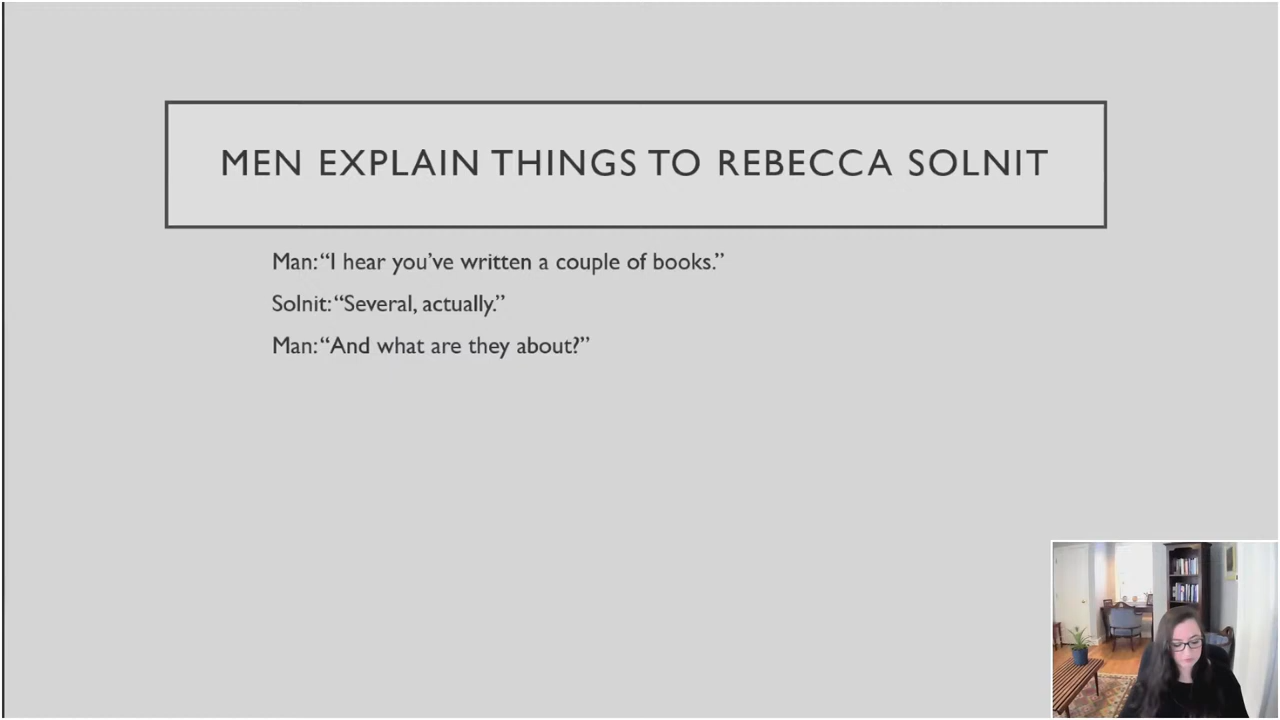 MEN EXPLAIN THINGS TO REBECCA SOLNIT
Man: “I hear you’ve written a couple of books.”
Solnit: “Several, actually.”
Man: “And what are they about?”